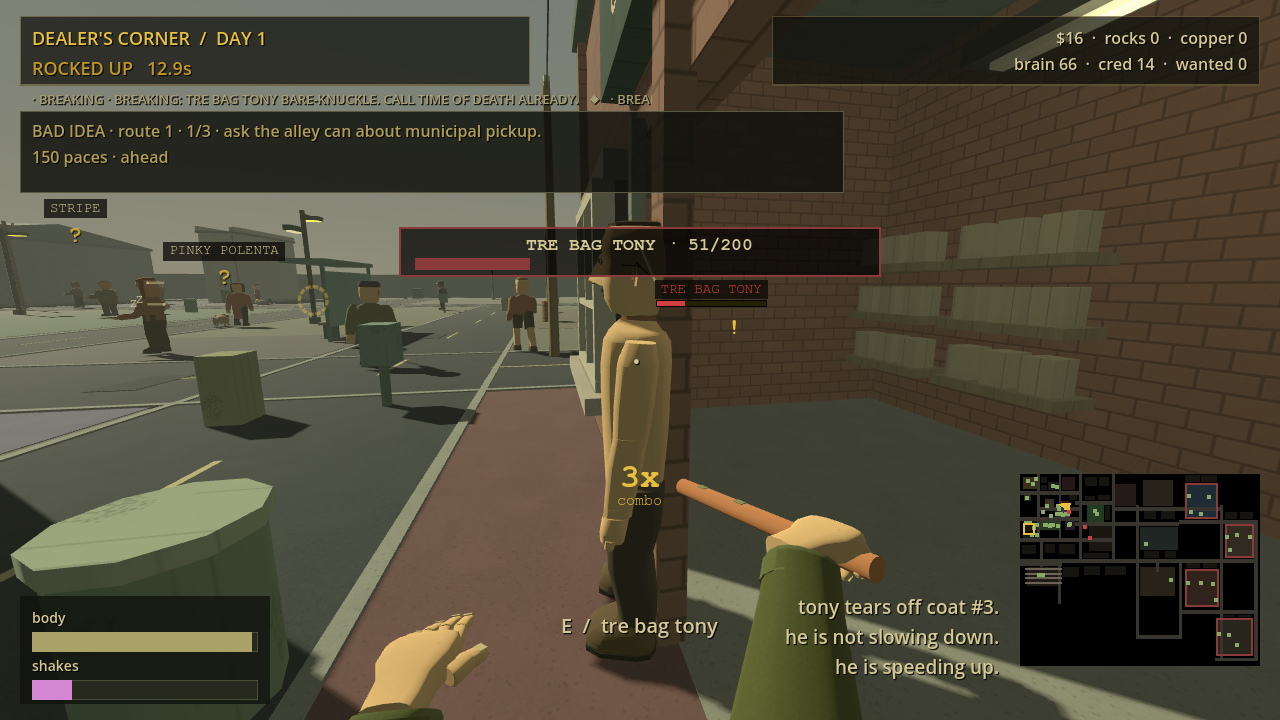 DEALER'S CORNER / DAY 1
ROCKED UP 12.9s
$16 · rocks 0 · copper 0
brain 66 · cred 14 · wanted 0
· BREAKING · BREAKING: TRE BAG TONY BARE-KNUCKLE. CALL TIME OF DEATH ALREADY. ◆ · BREA
BAD IDEA · route 1 · 1/3 · ask the alley can about municipal pickup.
150 paces · ahead
STRIPE
?
PINKY POLENTA
?
TRE BAG TONY · 51/200
TRE BAG TONY
!
zZ
3x
combo
E / tre bag tony
tony tears off coat #3.
he is not slowing down.
he is speeding up.
body
shakes